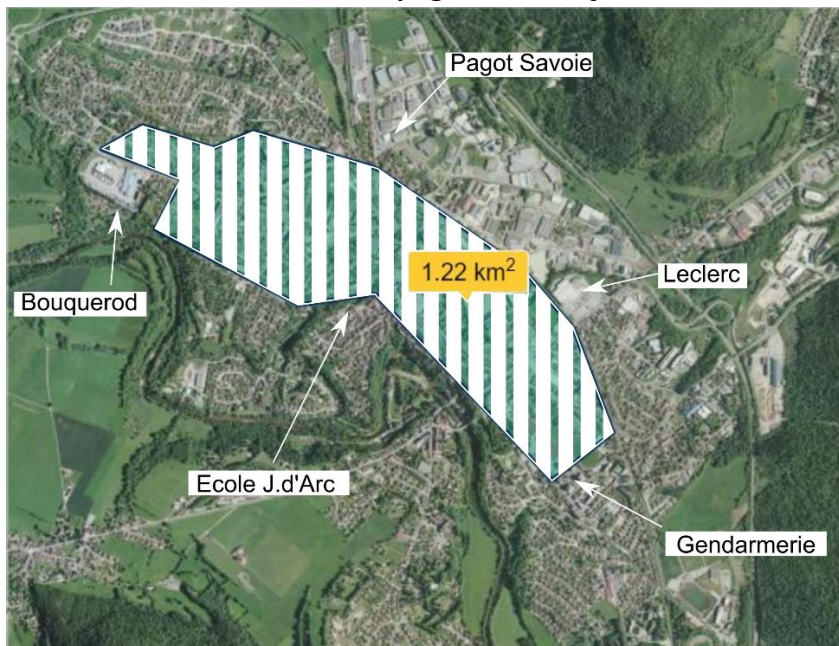 Pagot Savoie
1.22 km²
Leclerc
Bouquerod
Ecole J.d'Arc
Gendarmerie